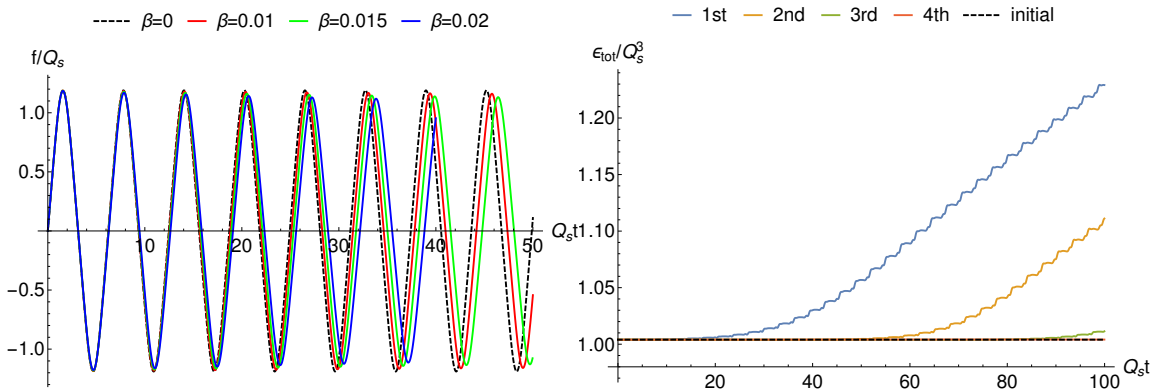 β=0 β=0.01 β=0.015 β=0.02
f/Qs
1.0
0.5
-0.5
-1.0
10 20 30 40 50
Qst
1st 2nd 3rd 4th initial
ϵtot/Qs^3
1.20
1.15
1.10
1.05
1.00
20 40 60 80 100
Qst